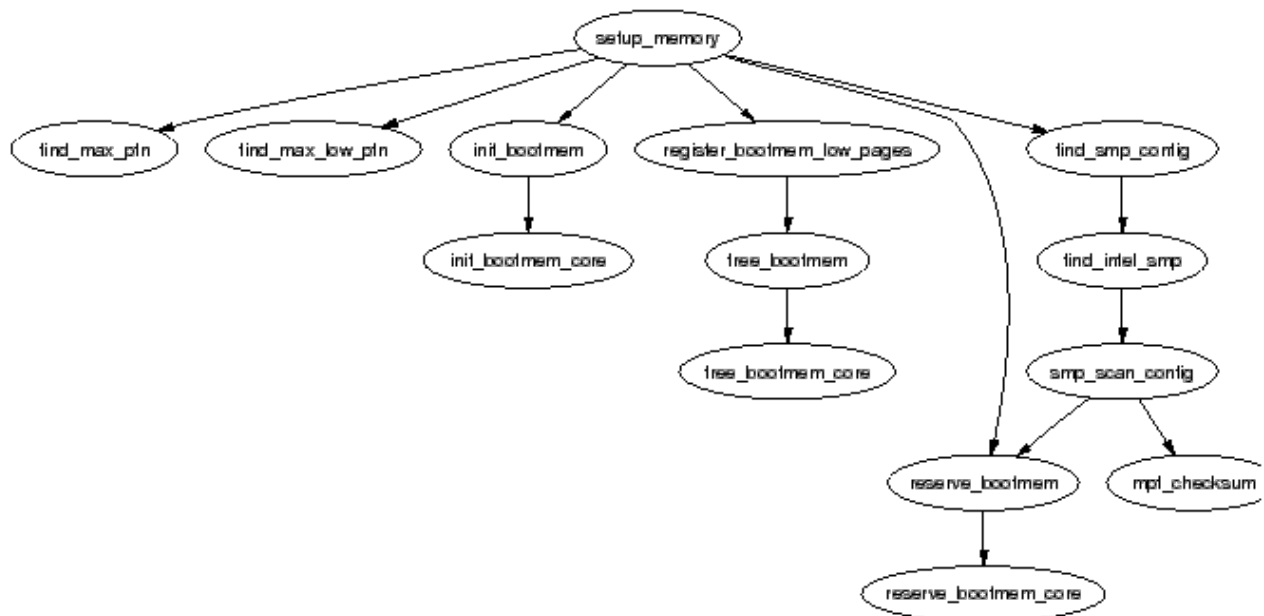 setup_memory
find_max_pfn
find_max_low_pfn
init_bootmem
register_bootmem_low_pages
find_smp_config
init_bootmem_core
free_bootmem
find_intel_smp
free_bootmem_core
smp_scan_config
reserve_bootmem
mpf_checksum
reserve_bootmem_core